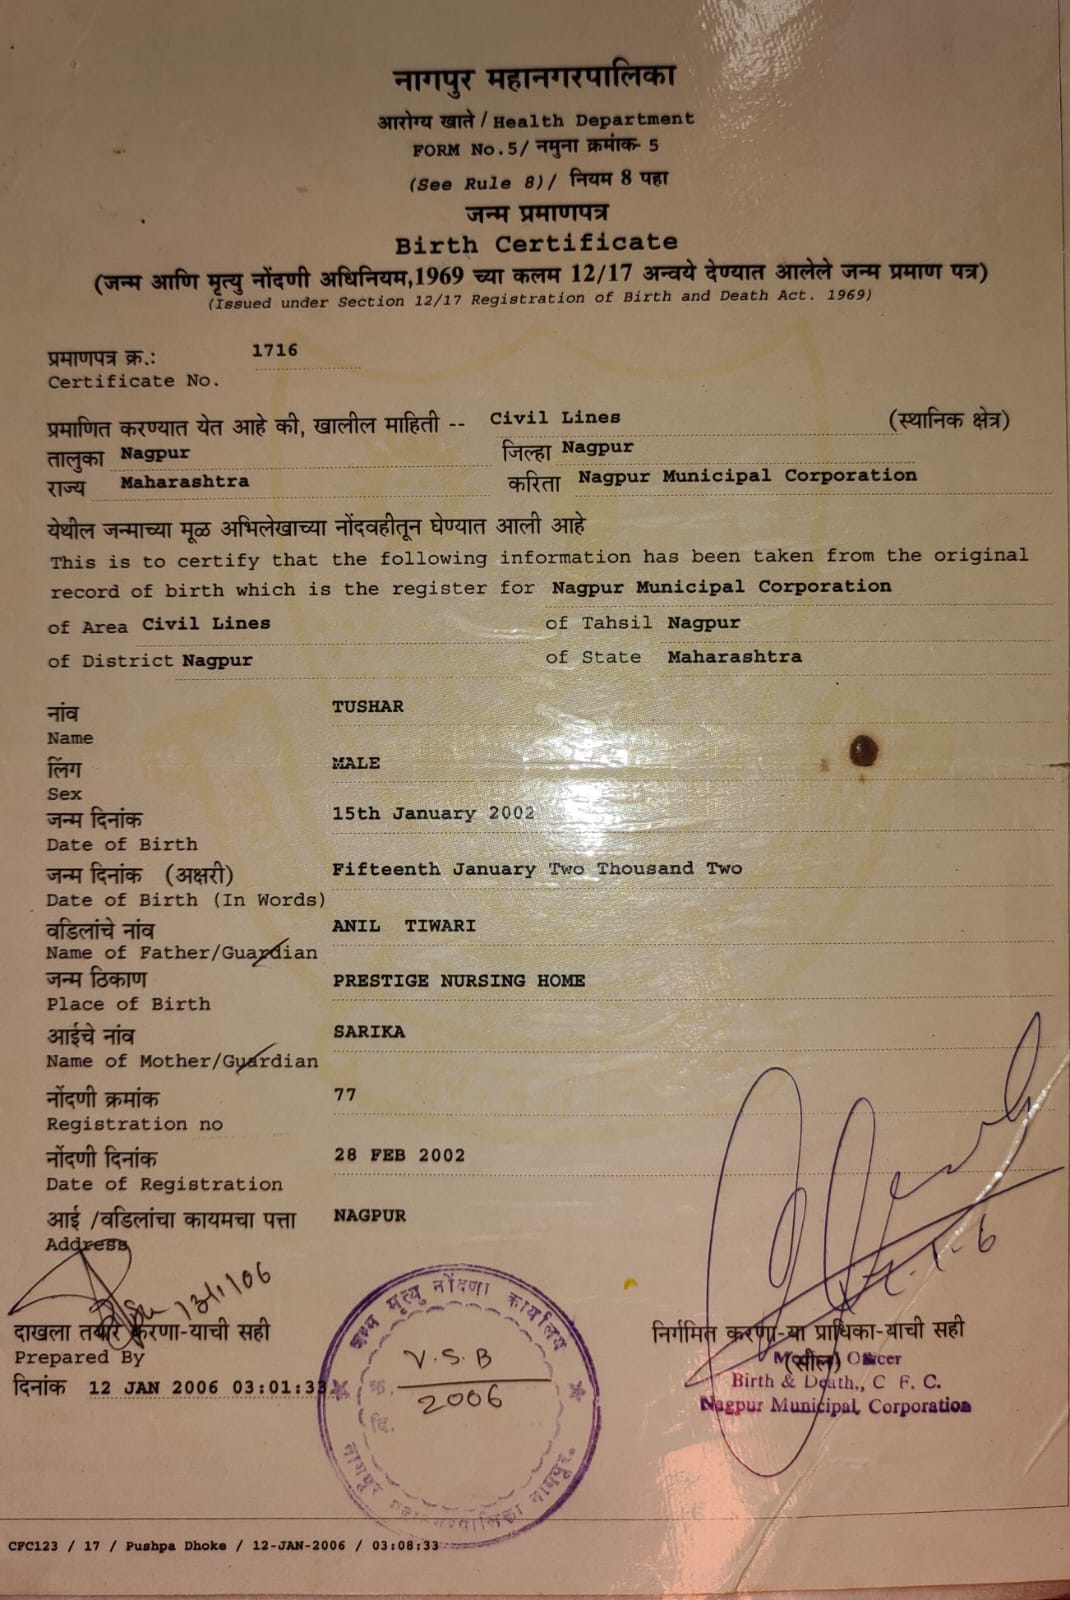 नागपुर महानगरपालिका
आरोग्य खाते / Health Department
FORM No.5/ नमुना क्रमांक- 5
(See Rule 8)/ नियम 8 पहा
जन्म प्रमाणपत्र
Birth Certificate
(जन्म आणि मृत्यु नोंदणी अधिनियम,1969 च्या कलम 12/17 अन्वये देण्यात आलेले जन्म प्रमाण पत्र)
(Issued under Section 12/17 Registration of Birth and Death Act. 1969)
प्रमाणपत्र क्र.: 1716
Certificate No.
प्रमाणित करण्यात येत आहे की, खालील माहिती -- Civil Lines (स्थानिक क्षेत्र)
तालुका Nagpur जिल्हा Nagpur
राज्य Maharashtra करिता Nagpur Municipal Corporation
येथील जन्माच्या मूळ अभिलेखाच्या नोंदवहीतून घेण्यात आली आहे
This is to certify that the following information has been taken from the original
record of birth which is the register for Nagpur Municipal Corporation
of Area Civil Lines of Tahsil Nagpur
of District Nagpur of State Maharashtra
नांव TUSHAR
Name
लिंग MALE
Sex
जन्म दिनांक 15th January 2002
Date of Birth
जन्म दिनांक (अक्षरी) Fifteenth January Two Thousand Two
Date of Birth (In Words)
वडिलांचे नांव ANIL TIWARI
Name of Father/Guardian
जन्म ठिकाण PRESTIGE NURSING HOME
Place of Birth
आईचे नांव SARIKA
Name of Mother/Guardian
नोंदणी क्रमांक 77
Registration no
नोंदणी दिनांक 28 FEB 2002
Date of Registration
आई /वडिलांचा कायमचा पत्ता NAGPUR
Address
दाखला तयार करणा-याची सही
Prepared By
दिनांक 12 JAN 2006 03:01:33
जन्म मृत्यु नोंदणी कार्यालय
V.S.B
क्र.
2006
दि.
नागपूर महानगरपालिका नागपूर.
निर्गमित करणा-या प्राधिका-याची सही
(सील)
Officer
Birth & Death., C F. C.
Nagpur Municipal Corporation
CFC123 / 17 / Pushpa Dhoke / 12-JAN-2006 / 03:08:33